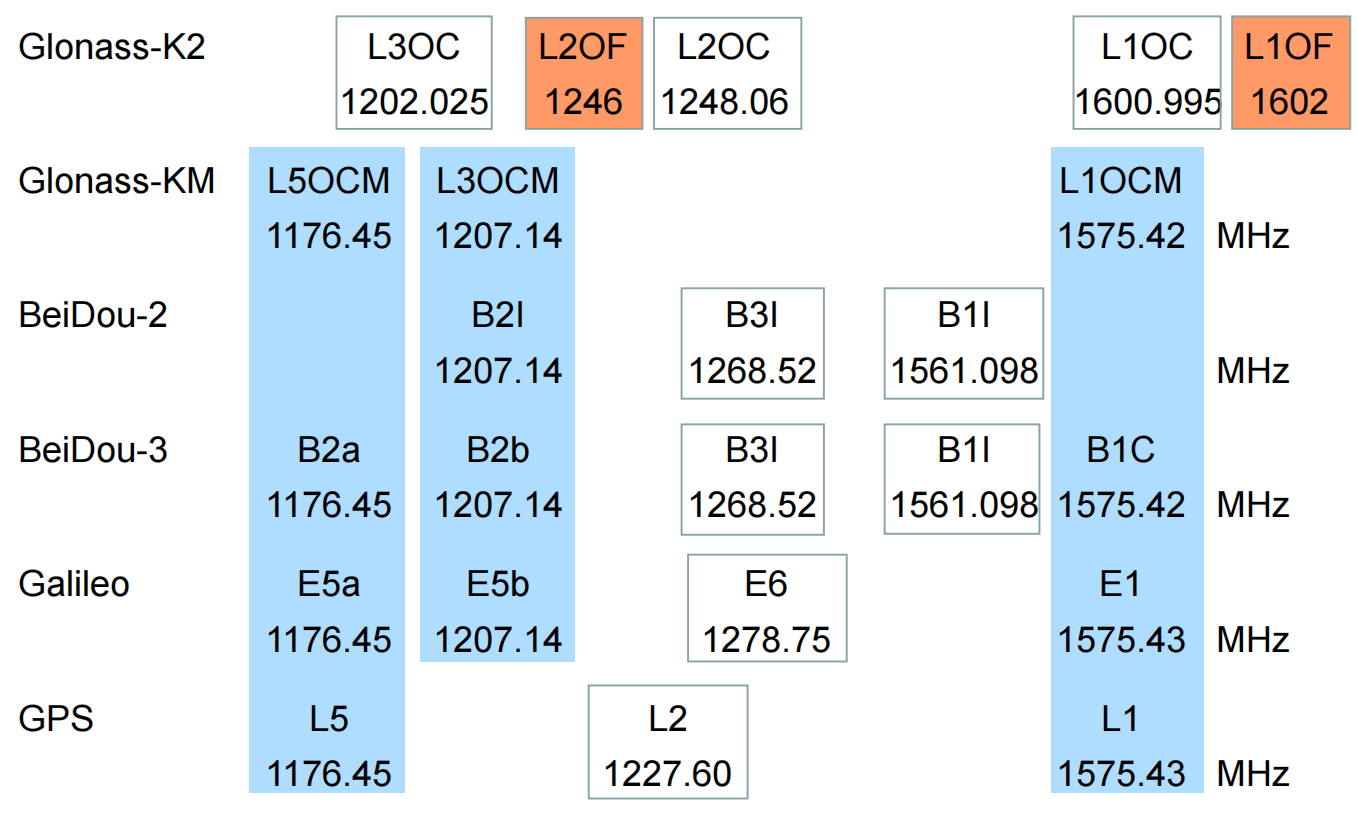 Glonass-K2 L3OC L2OF L2OC L1OC L1OF
1202.025 1246 1248.06 1600.995 1602
Glonass-KM L5OCM L3OCM L1OCM
1176.45 1207.14 1575.42 MHz
BeiDou-2 B2I B3I B1I
1207.14 1268.52 1561.098 MHz
BeiDou-3 B2a B2b B3I B1I B1C
1176.45 1207.14 1268.52 1561.098 1575.42 MHz
Galileo E5a E5b E6 E1
1176.45 1207.14 1278.75 1575.43 MHz
GPS L5 L2 L1
1176.45 1227.60 1575.43 MHz